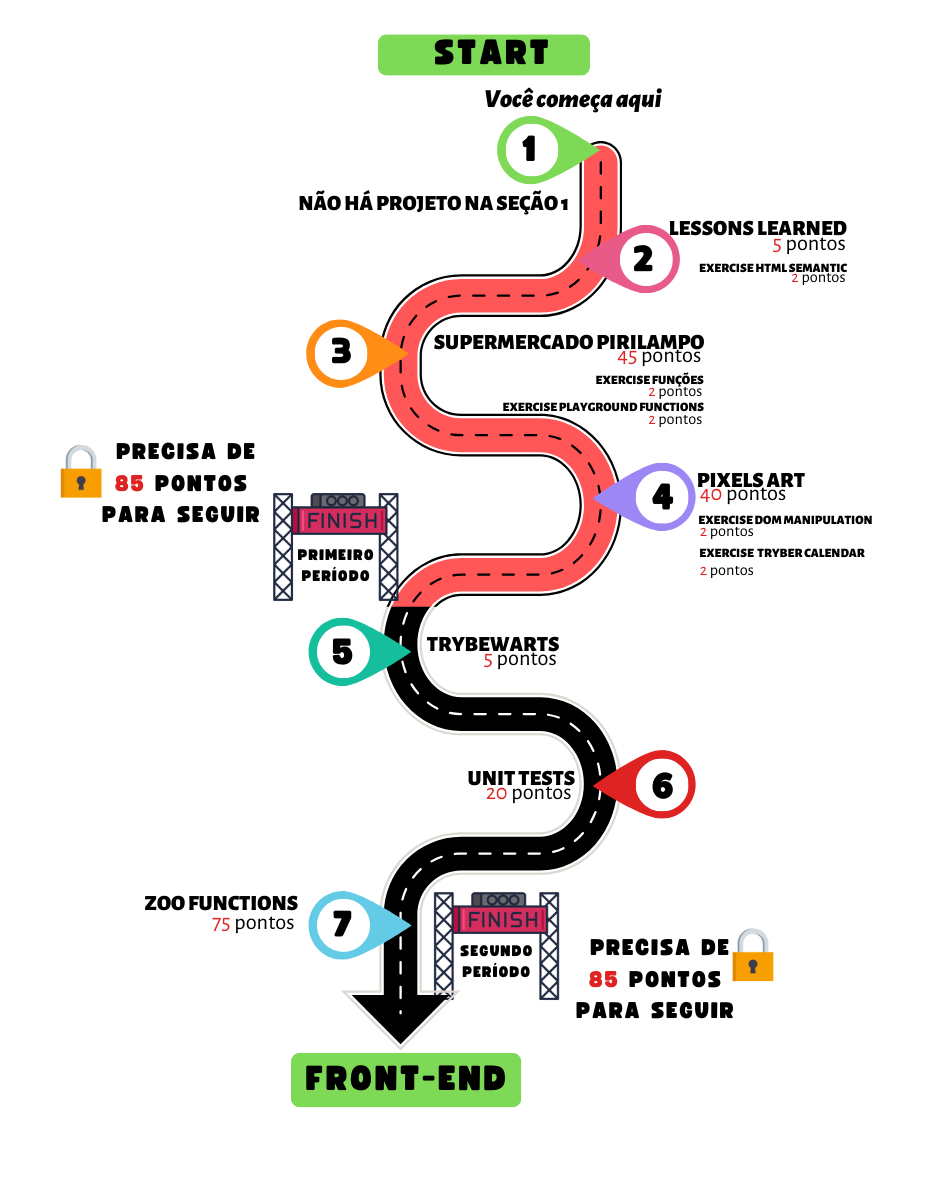 START
Você começa aqui
1
NÃO HÁ PROJETO NA SEÇÃO 1
LESSONS LEARNED
5 pontos
2
EXERCISE HTML SEMANTIC
2 pontos
3
SUPERMERCADO PIRILAMPO
45 pontos
EXERCISE FUNÇÕES
2 pontos
EXERCISE PLAYGROUND FUNCTIONS
2 pontos
PRECISA DE
85 PONTOS
PARA SEGUIR
FINISH
PRIMEIRO
PERÍODO
4
PIXELS ART
40 pontos
EXERCISE DOM MANIPULATION
2 pontos
EXERCISE TRYBER CALENDAR
2 pontos
5
TRYBEWARTS
5 pontos
UNIT TESTS
20 pontos
6
ZOO FUNCTIONS
75 pontos
7
FINISH
SEGUNDO
PERÍODO
PRECISA DE
85 PONTOS
PARA SEGUIR
FRONT-END